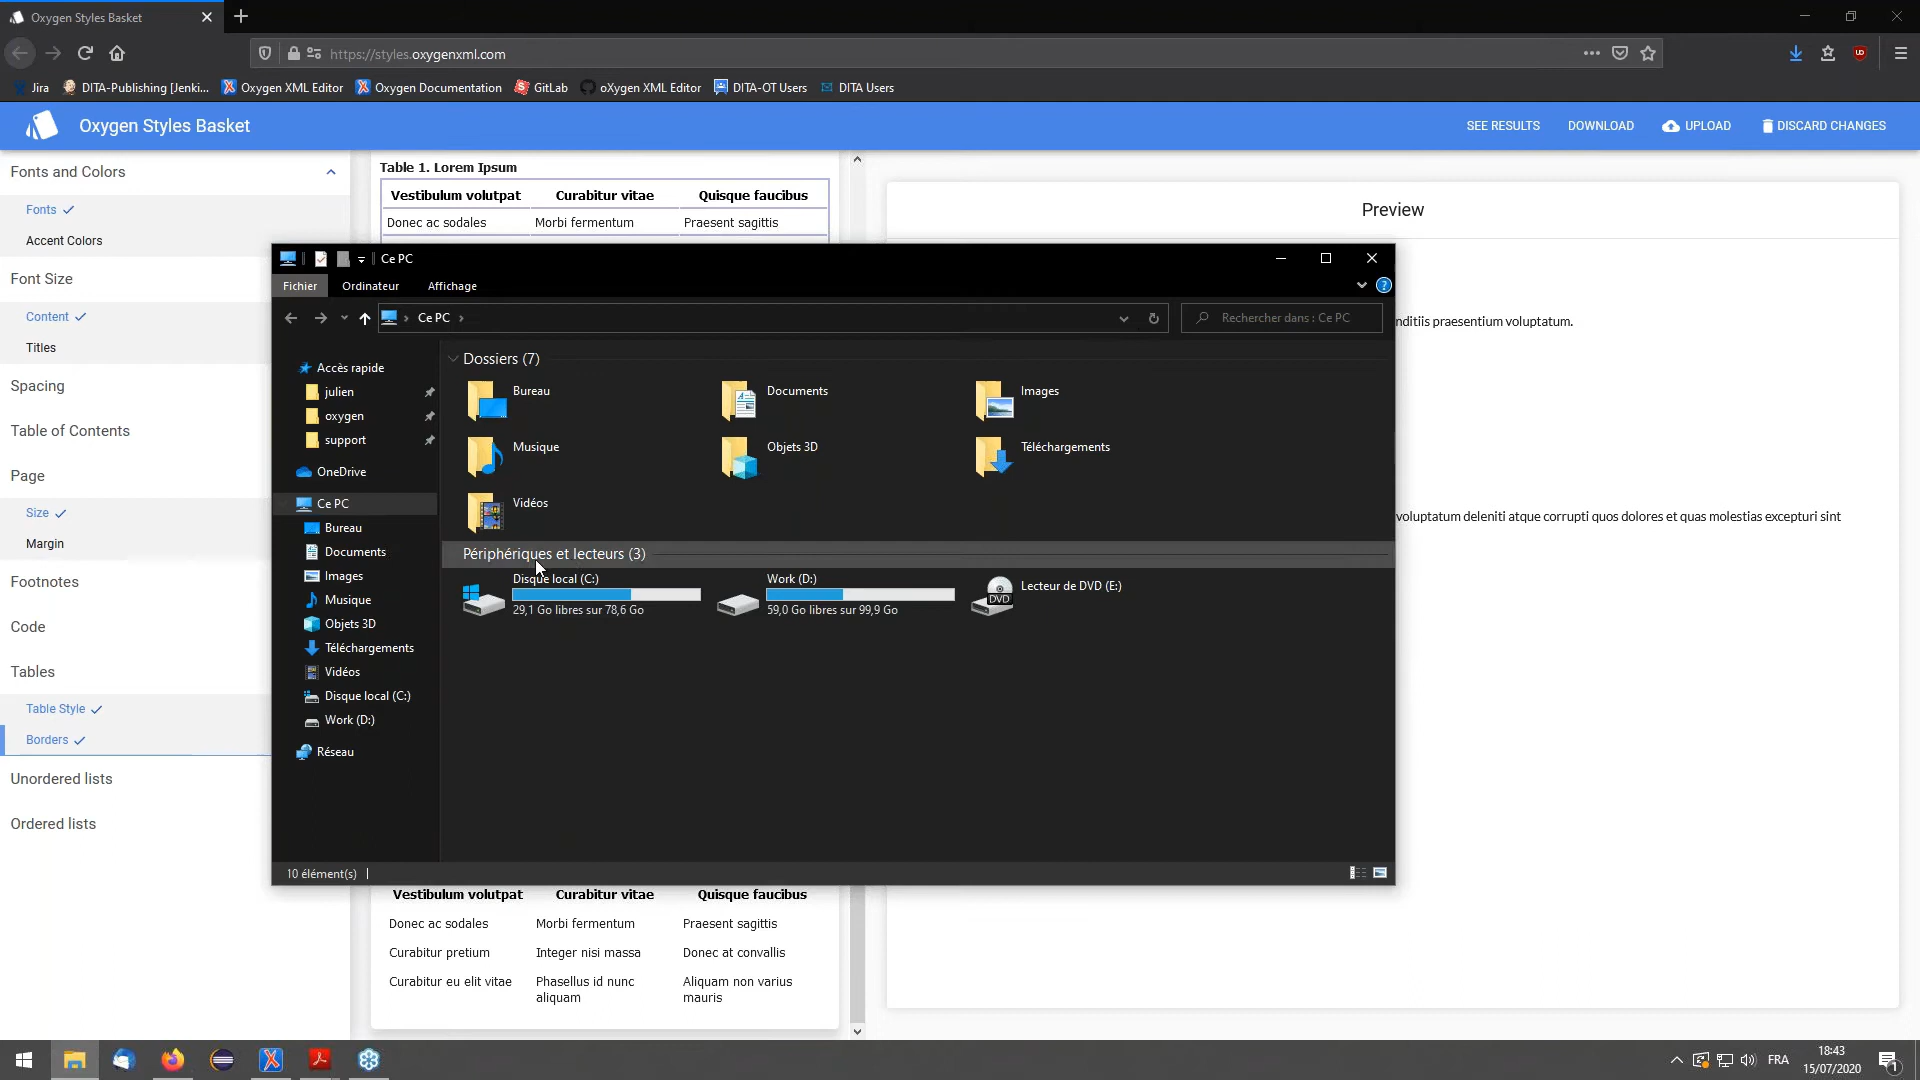 Oxygen Styles Basket
https://styles.oxygenxml.com
Jira
DITA-Publishing [Jenki...
Oxygen XML Editor
Oxygen Documentation
GitLab
oXygen XML Editor
DITA-OT Users
DITA Users
Oxygen Styles Basket
SEE RESULTS
DOWNLOAD
UPLOAD
DISCARD CHANGES
Fonts and Colors
Fonts
Accent Colors
Font Size
Content
Titles
Spacing
Table of Contents
Page
Size
Margin
Footnotes
Code
Tables
Table Style
Borders
Unordered lists
Ordered lists
Table 1. Lorem Ipsum
Vestibulum volutpat Curabitur vitae Quisque faucibus
Donec ac sodales Morbi fermentum Praesent sagittis
Preview
nditiis praesentium voluptatum.
voluptatum deleniti atque corrupti quos dolores et quas molestias excepturi sint
Ce PC
Fichier Ordinateur Affichage
Ce PC
Rechercher dans : Ce PC
Accès rapide
julien
oxygen
support
OneDrive
Ce PC
Bureau
Documents
Images
Musique
Objets 3D
Téléchargements
Vidéos
Disque local (C:)
Work (D:)
Réseau
Dossiers (7)
Bureau
Documents
Images
Musique
Objets 3D
Téléchargements
Vidéos
Périphériques et lecteurs (3)
Disque local (C:)
29,1 Go libres sur 78,6 Go
Work (D:)
59,0 Go libres sur 99,9 Go
Lecteur de DVD (E:)
DVD
10 élément(s)
Vestibulum volutpat Curabitur vitae Quisque faucibus
Donec ac sodales Morbi fermentum Praesent sagittis
Curabitur pretium Integer nisi massa Donec at convallis
Curabitur eu elit vitae Phasellus id nunc Aliquam non varius
aliquam mauris
FRA
18:43
15/07/2020
1